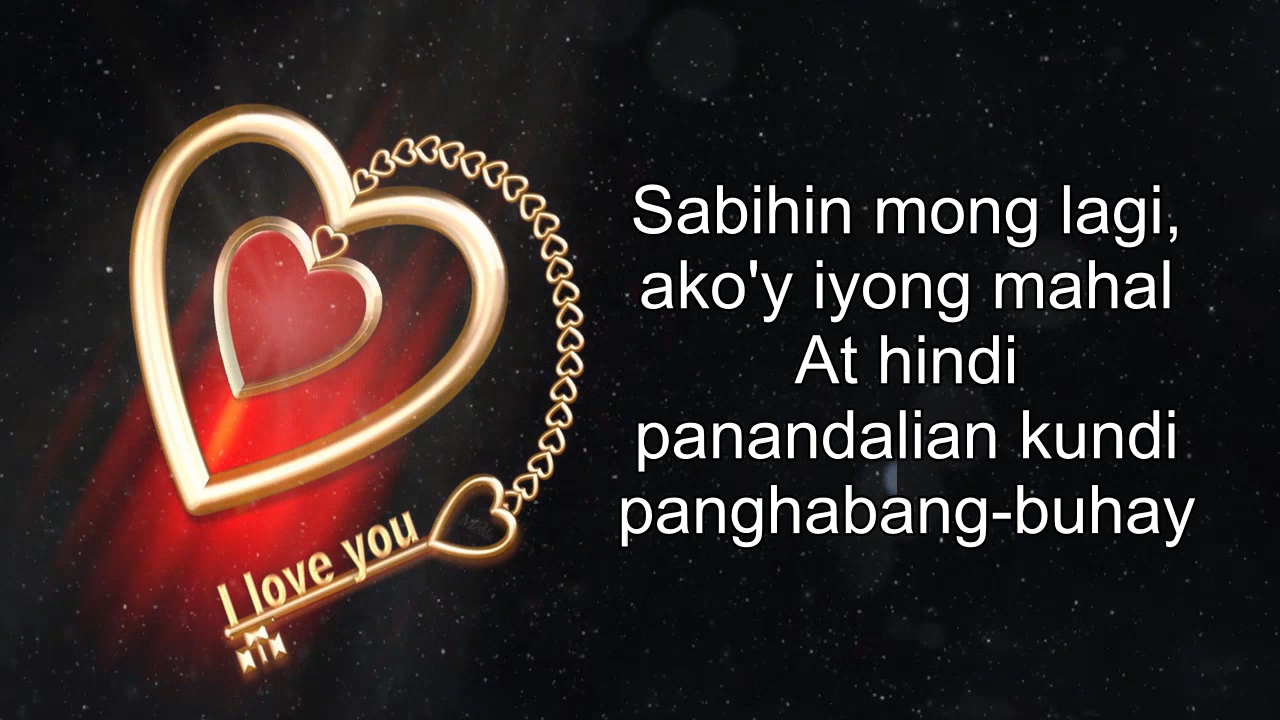 Sabihin mong lagi,
ako'y iyong mahal
At hindi
panandalian kundi
panghabang-buhay
I love you